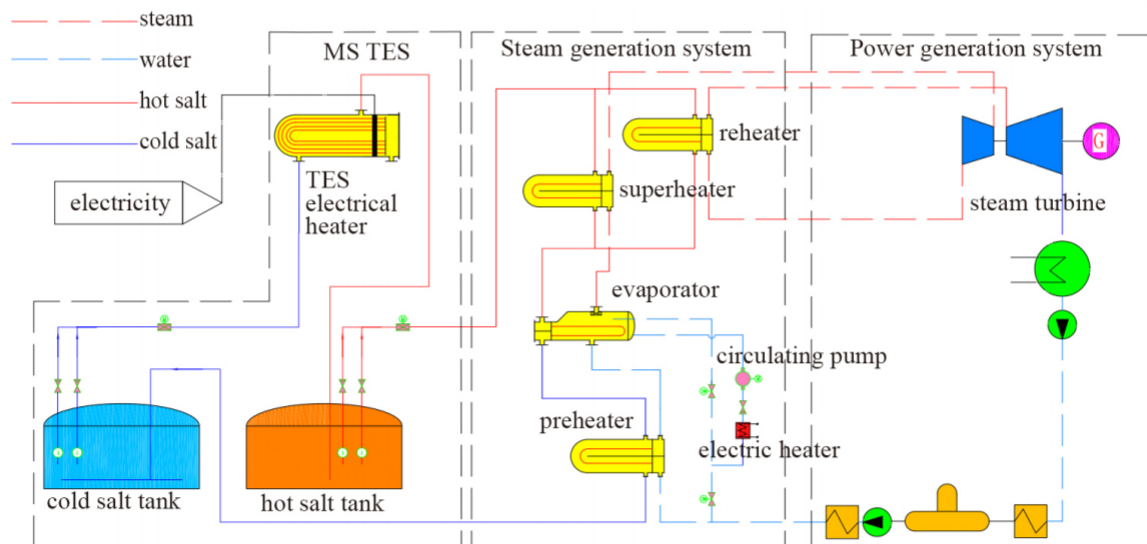 steam
water
hot salt
cold salt
electricity
MS TES
TES
electrical
heater
cold salt tank
hot salt tank
Steam generation system
reheater
superheater
evaporator
circulating pump
preheater
electric heater
Power generation system
G
steam turbine